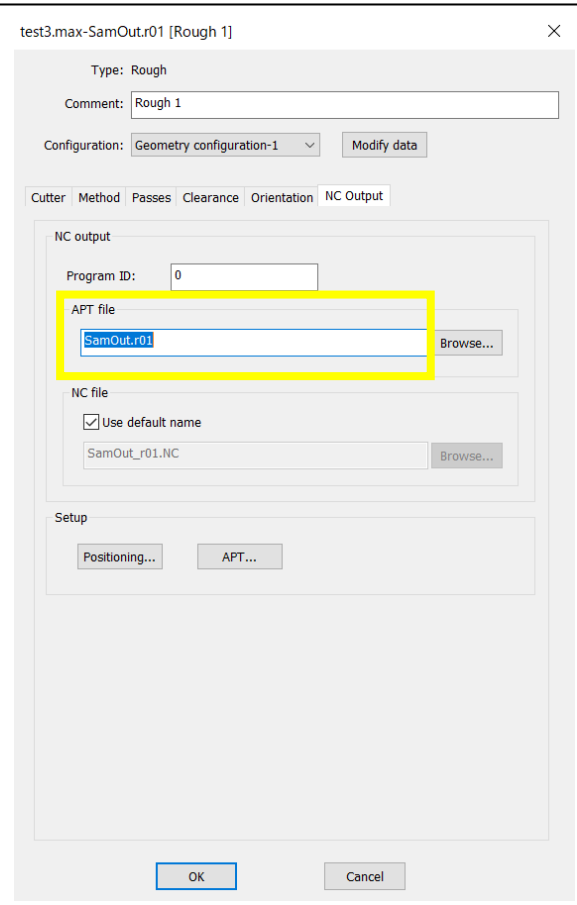 test3.max-SamOut.r01 [Rough 1]
Type: Rough
Comment: Rough 1
Configuration: Geometry configuration-1 Modify data
Cutter Method Passes Clearance Orientation NC Output
NC output
Program ID: 0
APT file
SamOut.r01 Browse...
NC file
Use default name
SamOut_r01.NC Browse...
Setup
Positioning... APT...
OK Cancel